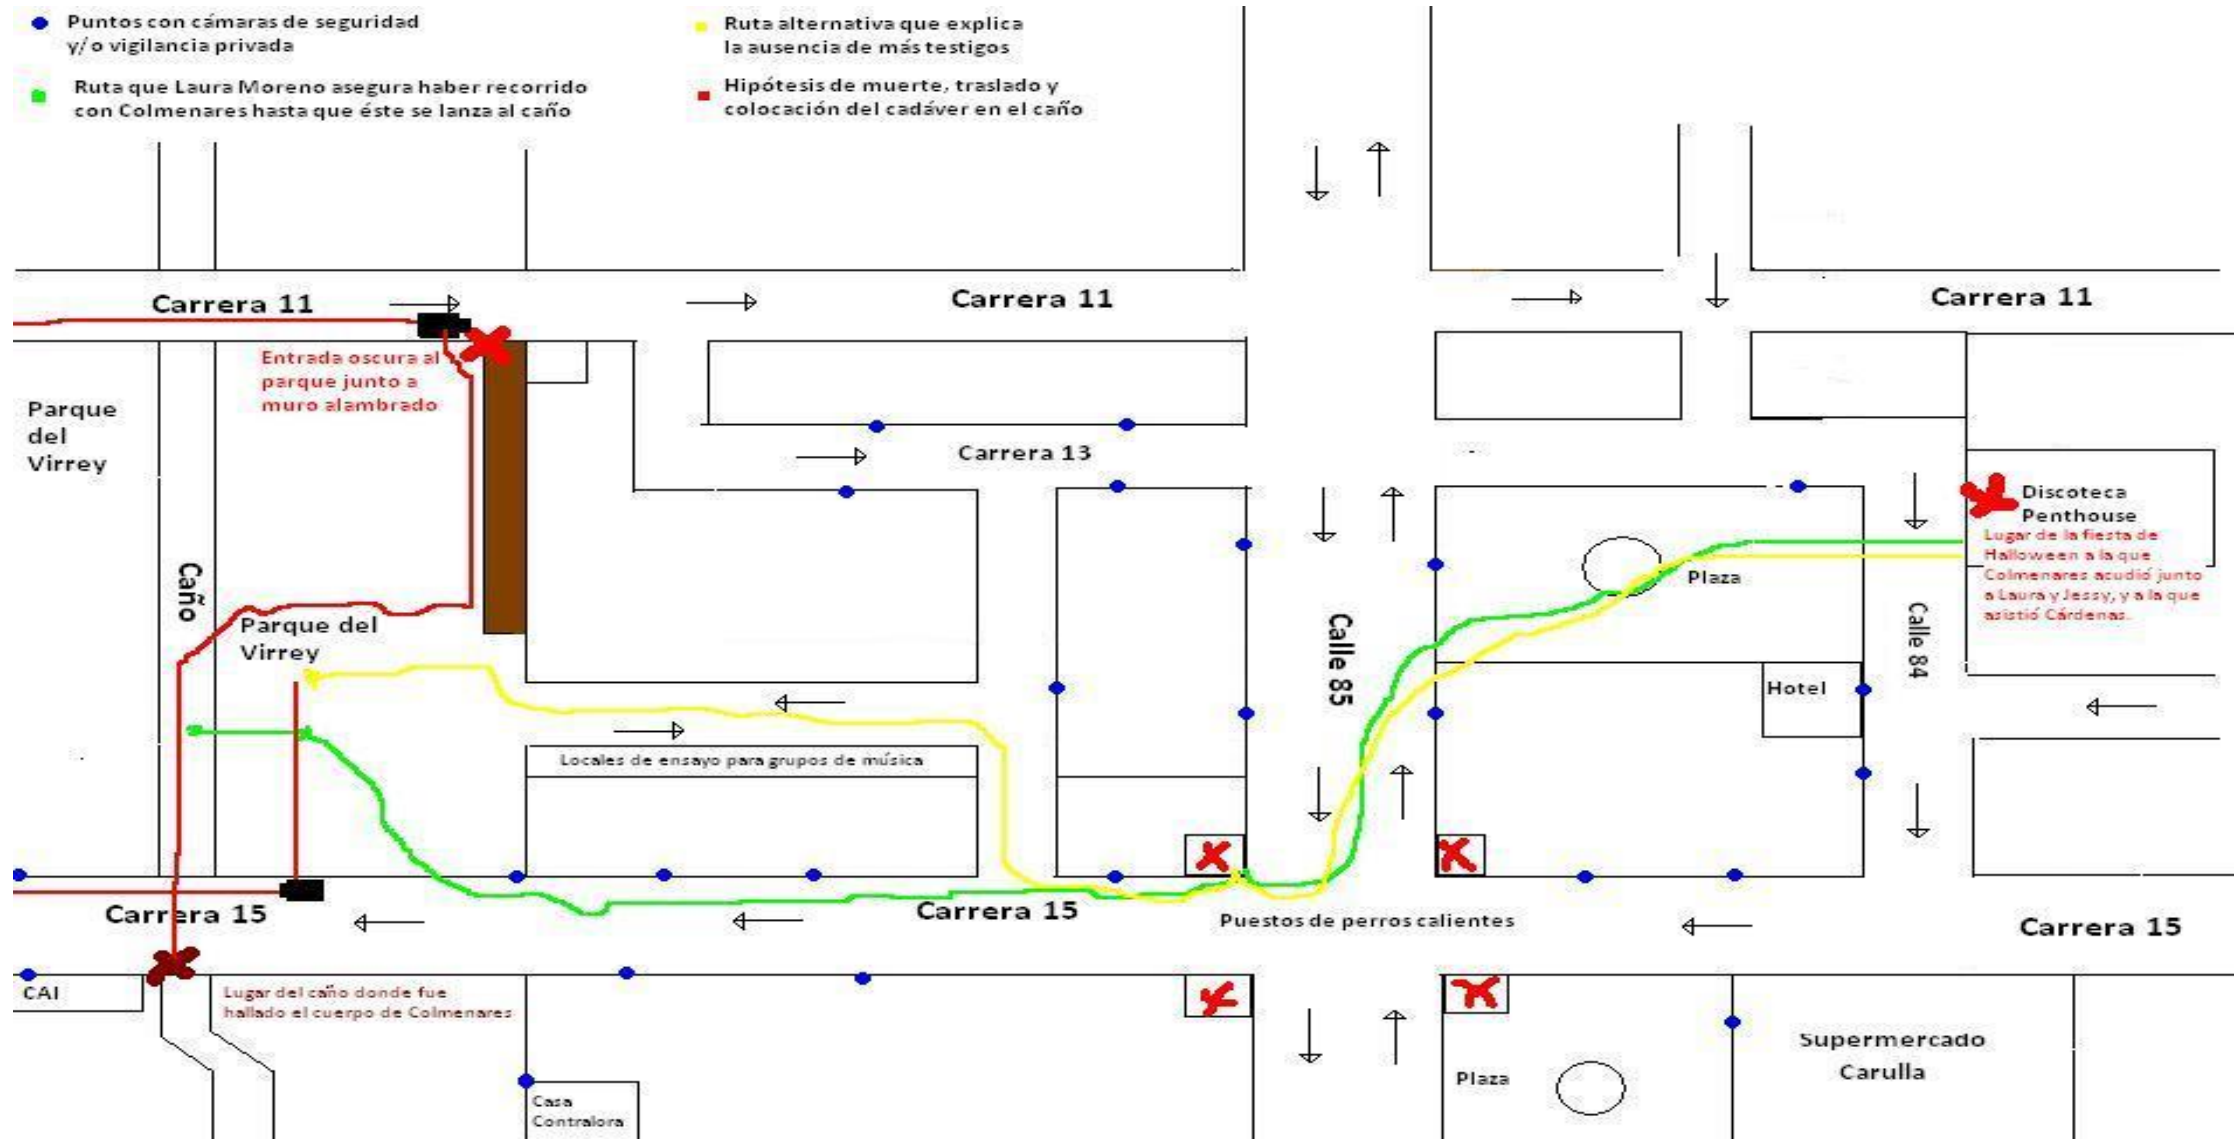 Puntos con cámaras de seguridad
y/o vigilancia privada
Ruta que Laura Moreno asegura haber recorrido
con Colmenares hasta que éste se lanza al caño
Ruta alternativa que explica
la ausencia de más testigos
Hipótesis de muerte, traslado y
colocación del cadáver en el caño
Carrera 11
Carrera 11
Carrera 11
Entrada oscura al
parque junto a
muro alambrado
Parque
del
Virrey
Carrera 13
Discoteca
Penthouse
Lugar de la fiesta de
Halloween a la que
Colmenares acudió junto
a Laura y Jessy, y a la que
asistió Cárdenas.
Plaza
Caño
Parque del
Virrey
Calle 85
Calle 84
Hotel
Locales de ensayo para grupos de música
Carrera 15
Carrera 15
Puestos de perros calientes
Carrera 15
CAI
Lugar del caño donde fue
hallado el cuerpo de Colmenares
Casa
Contralora
Plaza
Supermercado
Carulla